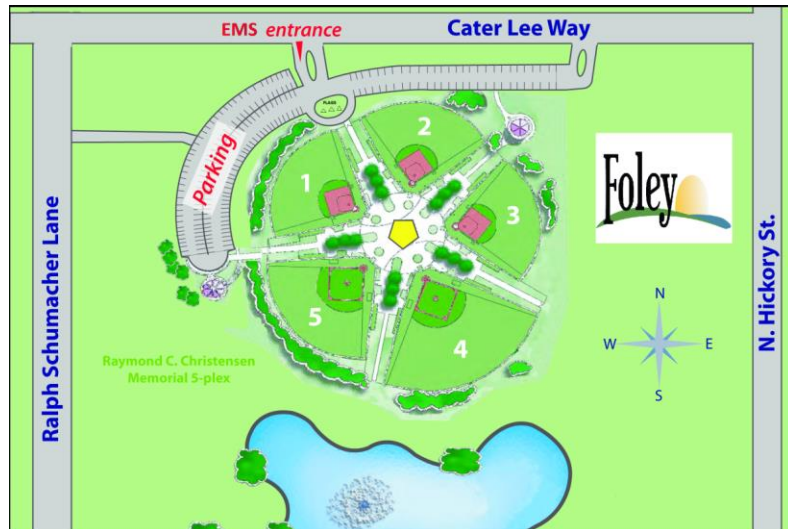 EMS entrance
Cater Lee Way
FLAGS
Parking
1
2
3
4
5
Foley
Ralph Schumacher Lane
N. Hickory St.
Raymond C. Christensen
Memorial 5-plex
N
W E
S